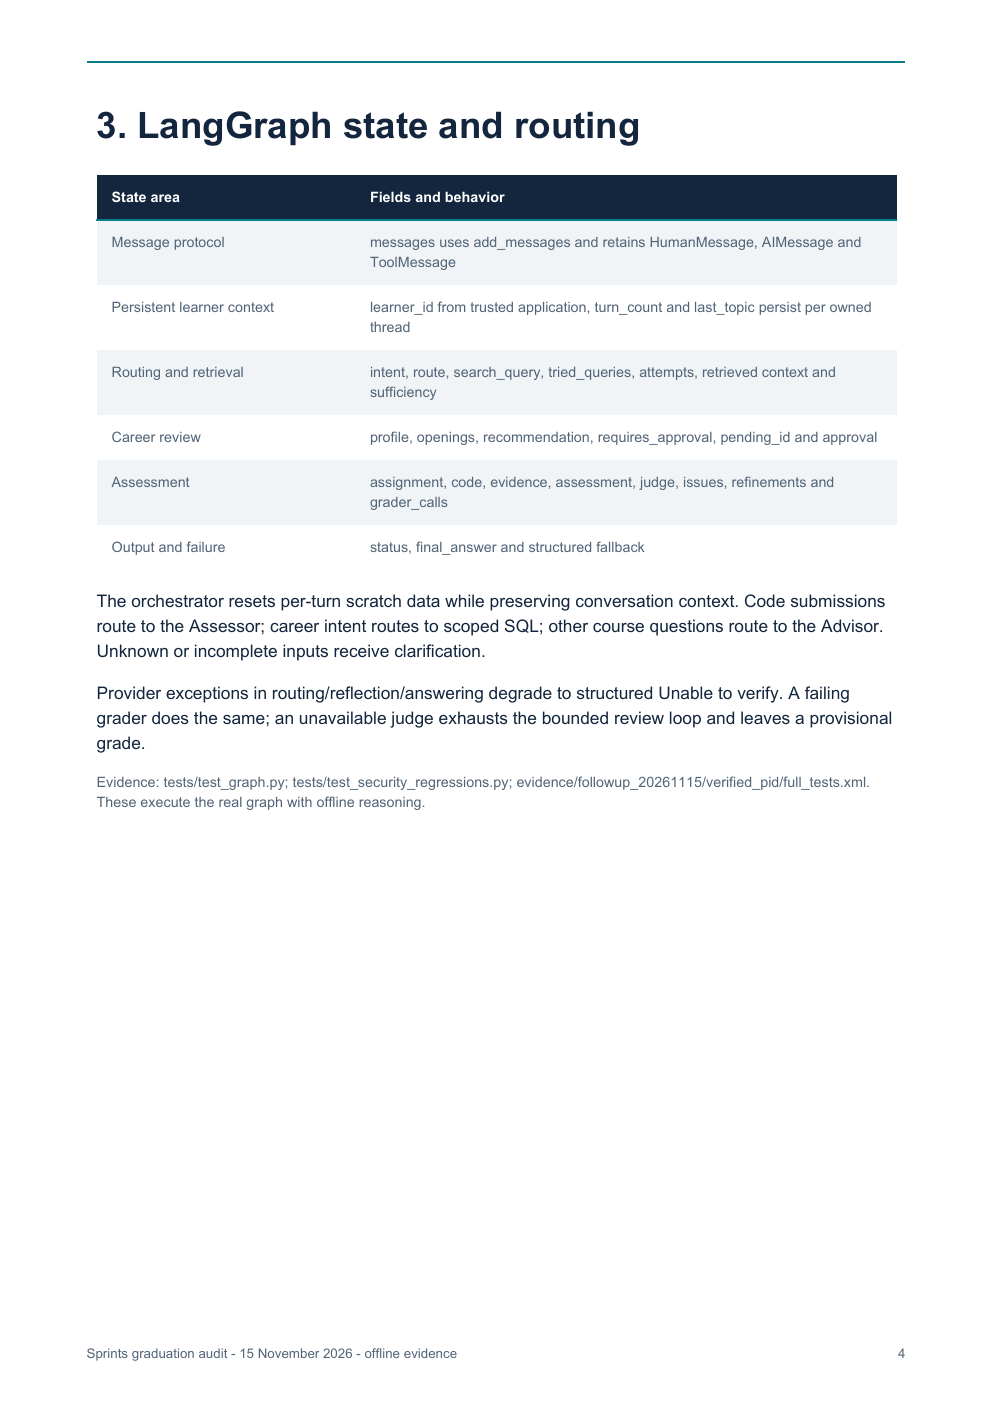 3. LangGraph state and routing
State area Fields and behavior
Message protocol messages uses add_messages and retains HumanMessage, AIMessage and
ToolMessage
Persistent learner context learner_id from trusted application, turn_count and last_topic persist per owned
thread
Routing and retrieval intent, route, search_query, tried_queries, attempts, retrieved context and
sufficiency
Career review profile, openings, recommendation, requires_approval, pending_id and approval
Assessment assignment, code, evidence, assessment, judge, issues, refinements and
grader_calls
Output and failure status, final_answer and structured fallback
The orchestrator resets per-turn scratch data while preserving conversation context. Code submissions
route to the Assessor; career intent routes to scoped SQL; other course questions route to the Advisor.
Unknown or incomplete inputs receive clarification.
Provider exceptions in routing/reflection/answering degrade to structured Unable to verify. A failing
grader does the same; an unavailable judge exhausts the bounded review loop and leaves a provisional
grade.
Evidence: tests/test_graph.py; tests/test_security_regressions.py; evidence/followup_20261115/verified_pid/full_tests.xml.
These execute the real graph with offline reasoning.
Sprints graduation audit - 15 November 2026 - offline evidence 4